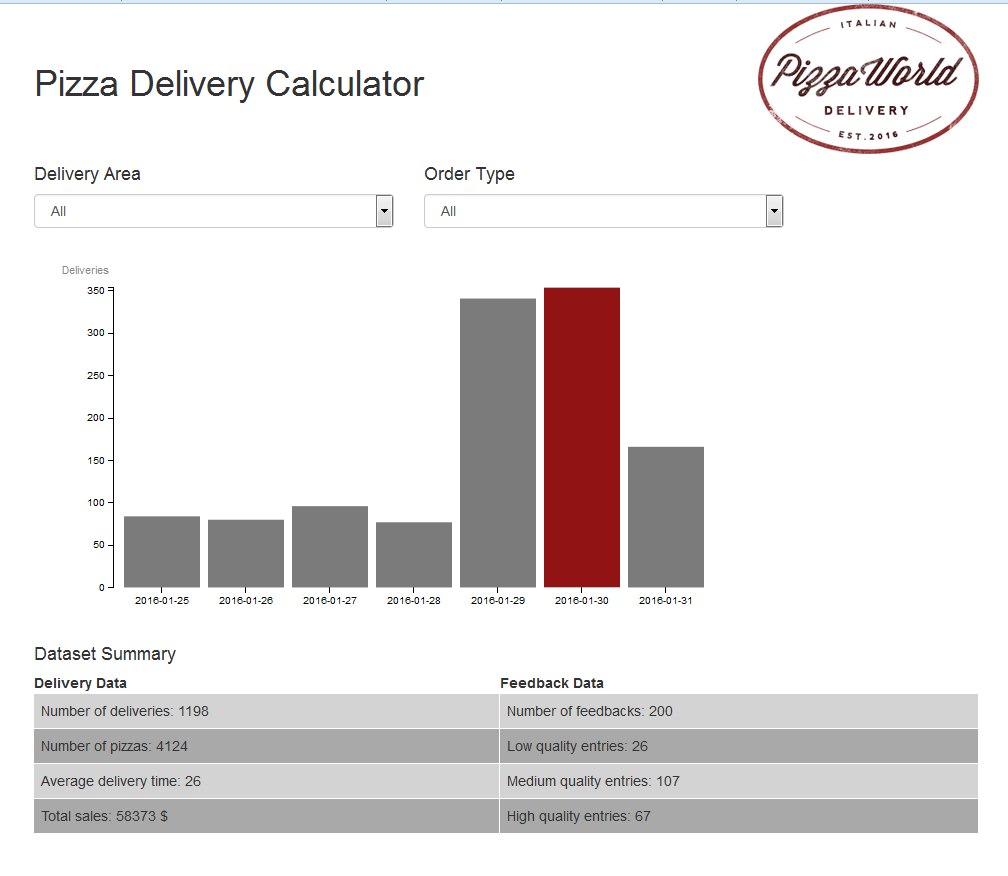 ITALIAN
Pizza World
DELIVERY
EST.2016
Pizza Delivery Calculator
Delivery Area
Order Type
All
All
Deliveries
350
300
250
200
150
100
50
0
2016-01-25 2016-01-26 2016-01-27 2016-01-28 2016-01-29 2016-01-30 2016-01-31
Dataset Summary
Delivery Data
Feedback Data
Number of deliveries: 1198
Number of feedbacks: 200
Number of pizzas: 4124
Low quality entries: 26
Average delivery time: 26
Medium quality entries: 107
Total sales: 58373 $
High quality entries: 67